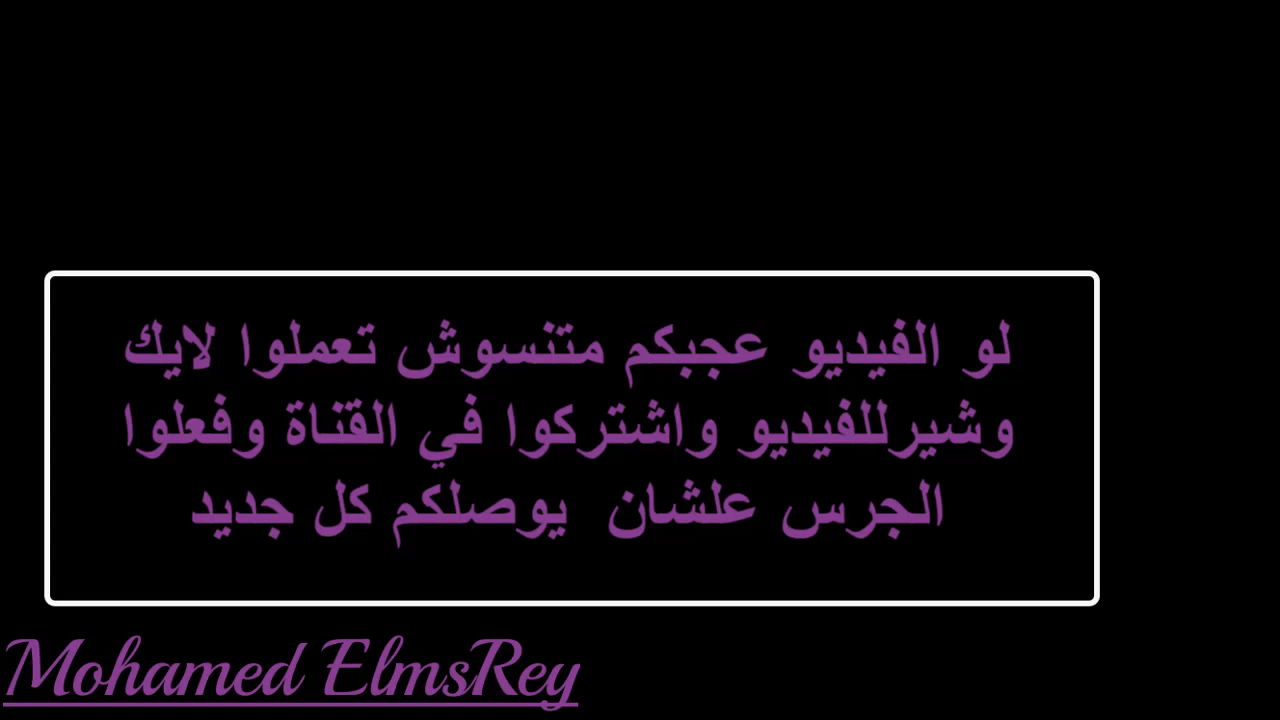 لو الفيديو عجبكم متنسوش تعملوا لايك
وشيرللفيديو واشتركوا في القناة وفعلوا
الجرس علشان يوصلكم كل جديد
Mohamed ElmsRey